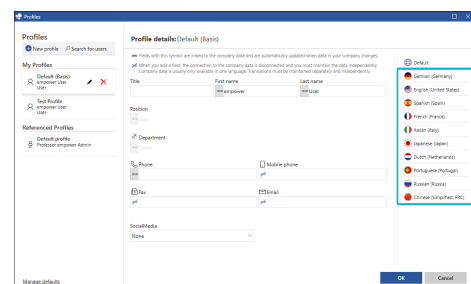 Profiles
Profiles
New profile
Search for users
My Profiles
Default (Basis)
empower User
User
Test Profile
empower User
User
Referenced Profiles
Default profile
Professor empower Admin
Manage defaults
Profile details: Default (Basis)
Fields with this symbol are linked to the company data and are automatically updated when data in your company changes.
When you edit a field, the connection to the company data is disconnected and you must maintain the data independently.
Company data is usually only available in one language. Translations must be maintained separately and independently.
Title
First name
Last name
empower
User
Position
User
Department
Phone
Mobile phone
Fax
Email
SocialMedia
None
Default
German (Germany)
English (United States)
Spanish (Spain)
French (France)
Italian (Italy)
Japanese (Japan)
Dutch (Netherlands)
Portuguese (Portugal)
Russian (Russia)
Chinese (Simplified, PRC)
OK
Cancel